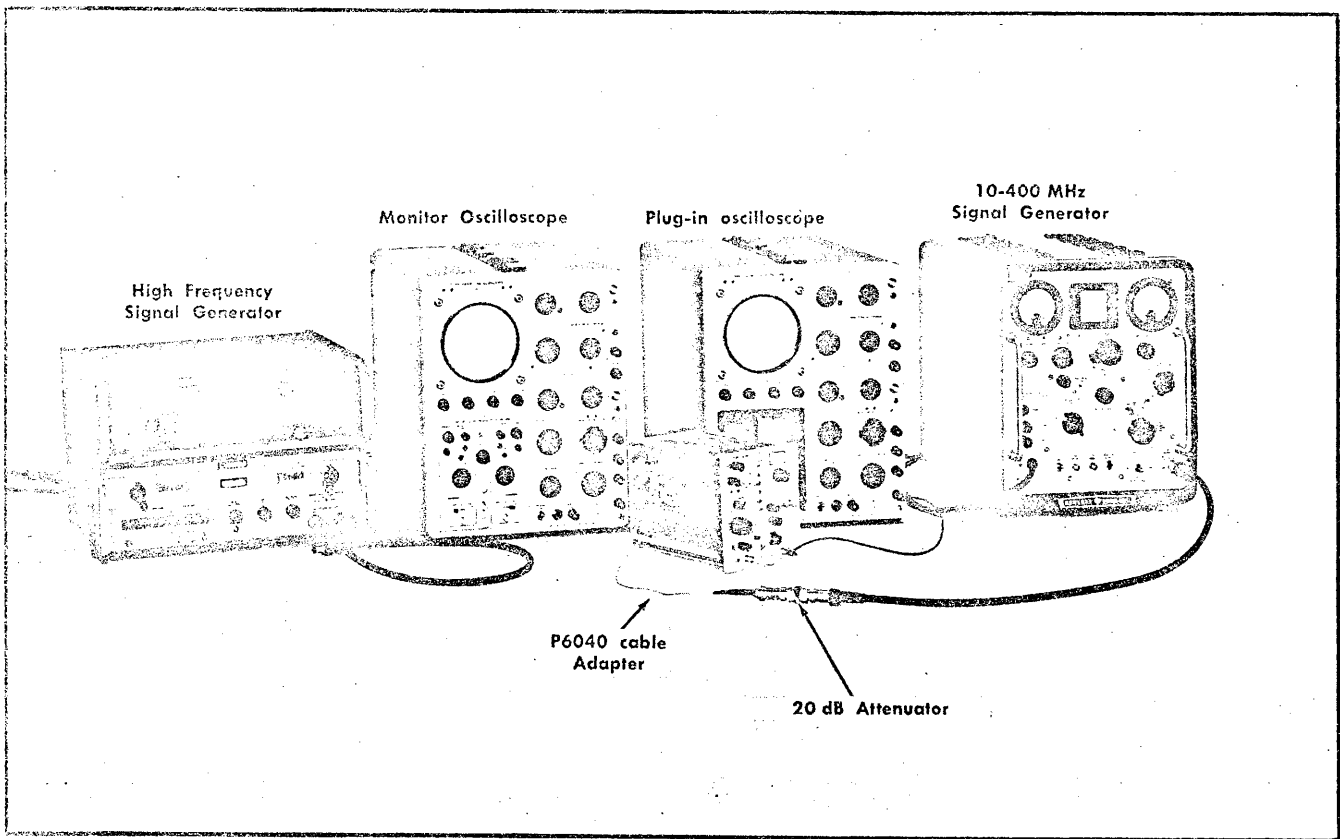 10-400 MHz
Signal Generator
Monitor Oscilloscope
Plug-in oscilloscope
High Frequency
Signal Generator
P6040 cable
Adapter
20 dB Attenuator